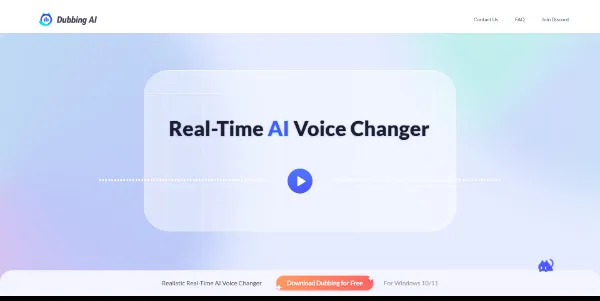 Dubbing AI
Contact Us FAQ Join Discord
Real-Time AI Voice Changer
Realistic Real-Time AI Voice Changer Download Dubbing for Free For Windows 10/11